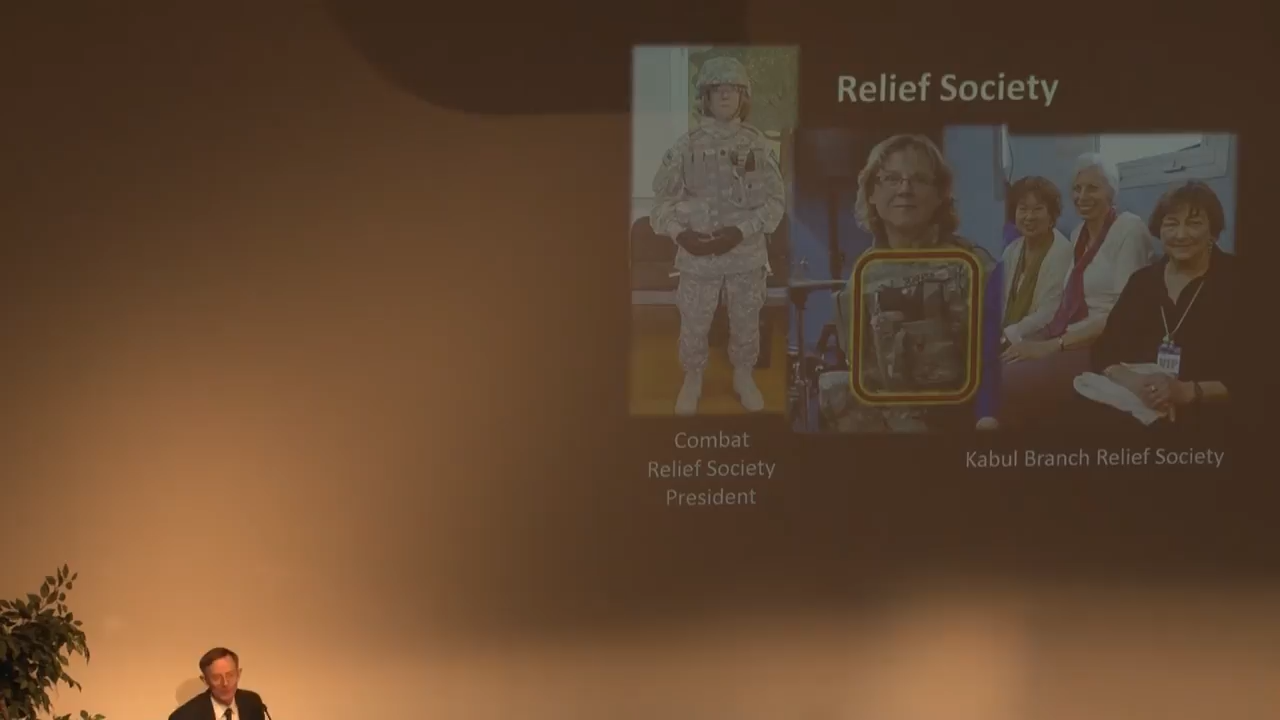 Relief Society
Combat
Relief Society
President
Kabul Branch Relief Society